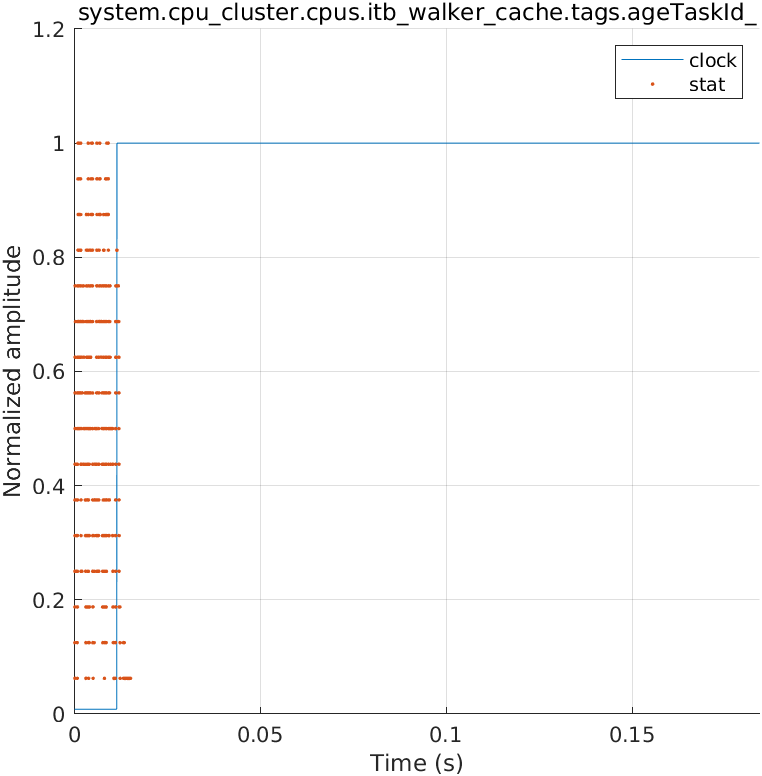 system.cpu_cluster.cpus.itb_walker_cache.tags.ageTaskId_
1.2
clock
stat
1
0.8
0.6
0.4
0.2
0
0
0.05
0.1
0.15
Normalized amplitude
Time (s)